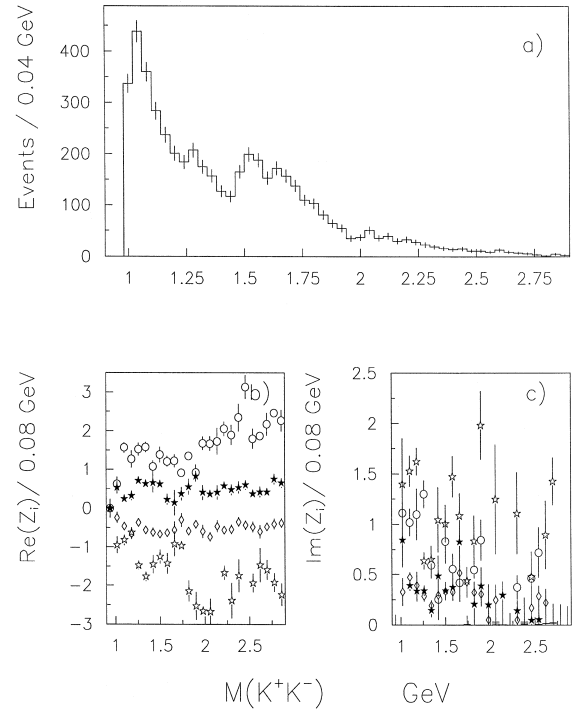 Events / 0.04 GeV
a)
400
300
200
100
0
1 1.25 1.5 1.75 2 2.25 2.5 2.75
Re(Zᵢ)/ 0.08 GeV
b)
3
2
1
0
−1
−2
−3
1 1.5 2 2.5
Im(Zᵢ)/ 0.08 GeV
c)
2.5
2
1.5
1
0.5
0
1 1.5 2 2.5
M(K⁺K⁻) GeV